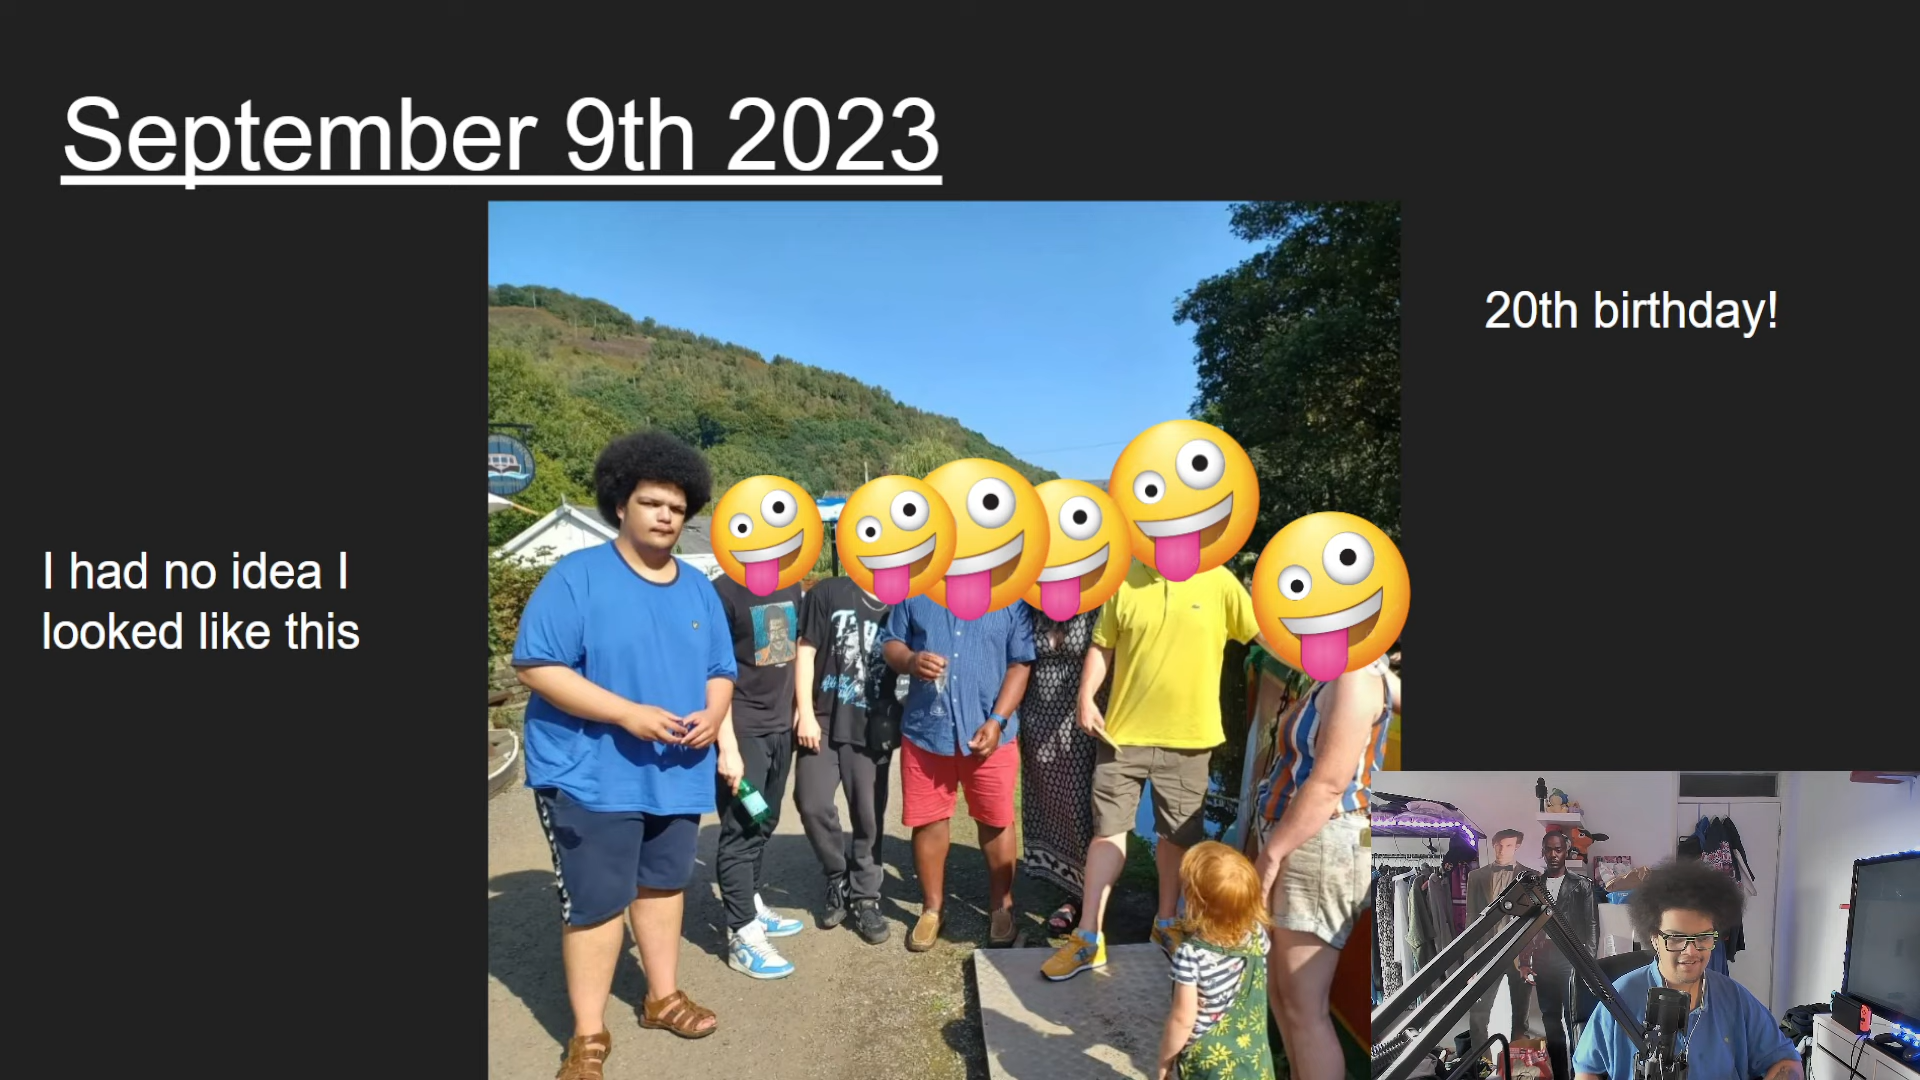 September 9th 2023
20th birthday!
I had no idea I
looked like this